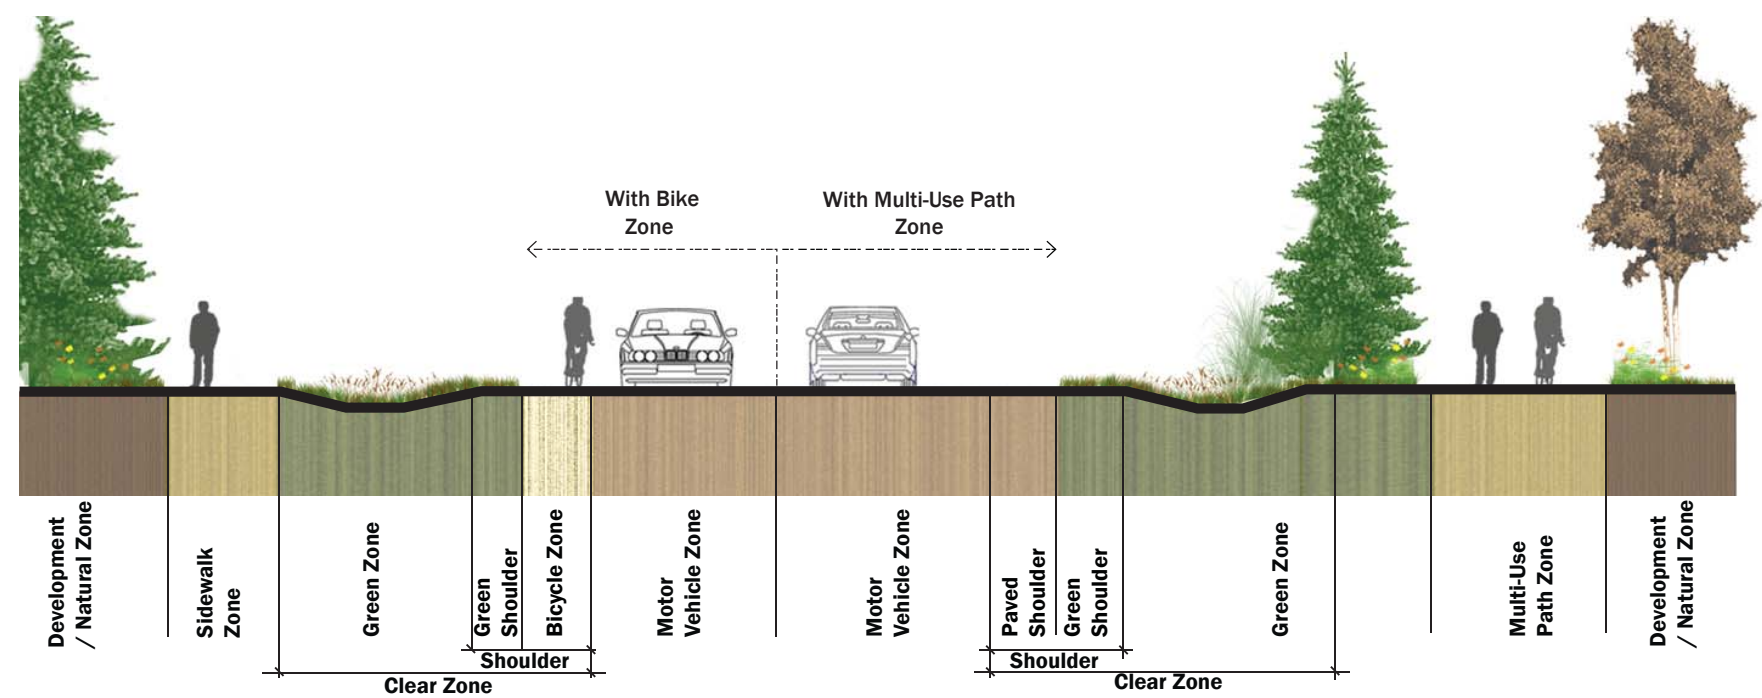 With Bike
Zone
With Multi-Use Path
Zone
Development
/ Natural Zone
Sidewalk
Zone
Green Zone
Green
Shoulder
Bicycle Zone
Motor
Vehicle Zone
Motor
Vehicle Zone
Paved
Shoulder
Green
Shoulder
Green Zone
Multi-Use
Path Zone
Development
/ Natural Zone
Shoulder
Shoulder
Clear Zone
Clear Zone